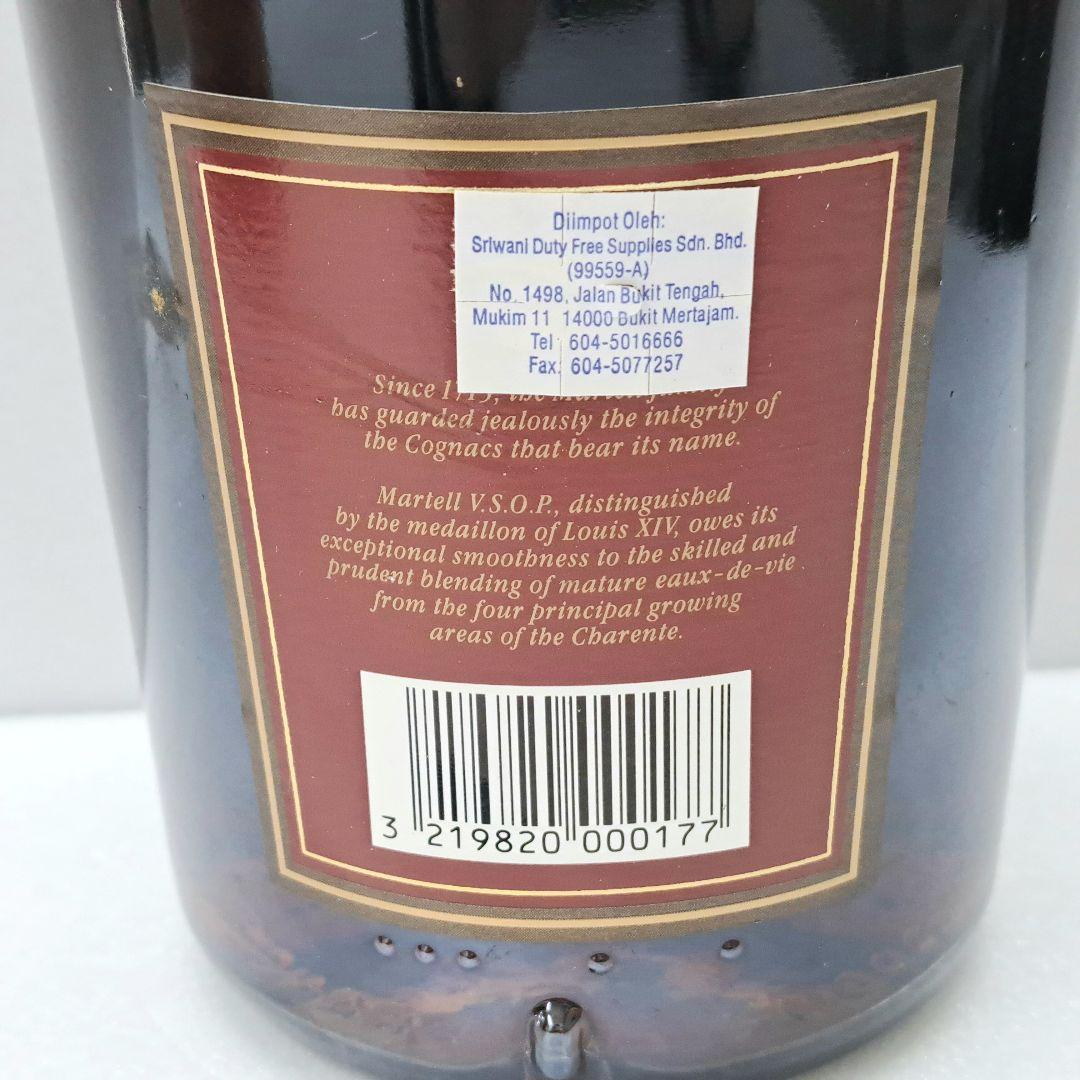 Diimpot Oleh:
Sriwani Duty Free Supplies Sdn. Bhd.
(99559-A)
No. 1498, Jalan Bukit Tengah,
Mukim 11 14000 Bukit Mertajam.
Tel 604-5016666
Fax. 604-5077257
Since
has guarded jealously the integrity of
the Cognacs that bear its name.
Martell V.S.O.P., distinguished
by the medaillon of Louis XIV, owes its
exceptional smoothness to the skilled and
prudent blending of mature eaux-de-vie
from the four principal growing
areas of the Charente.
3 219820 000177